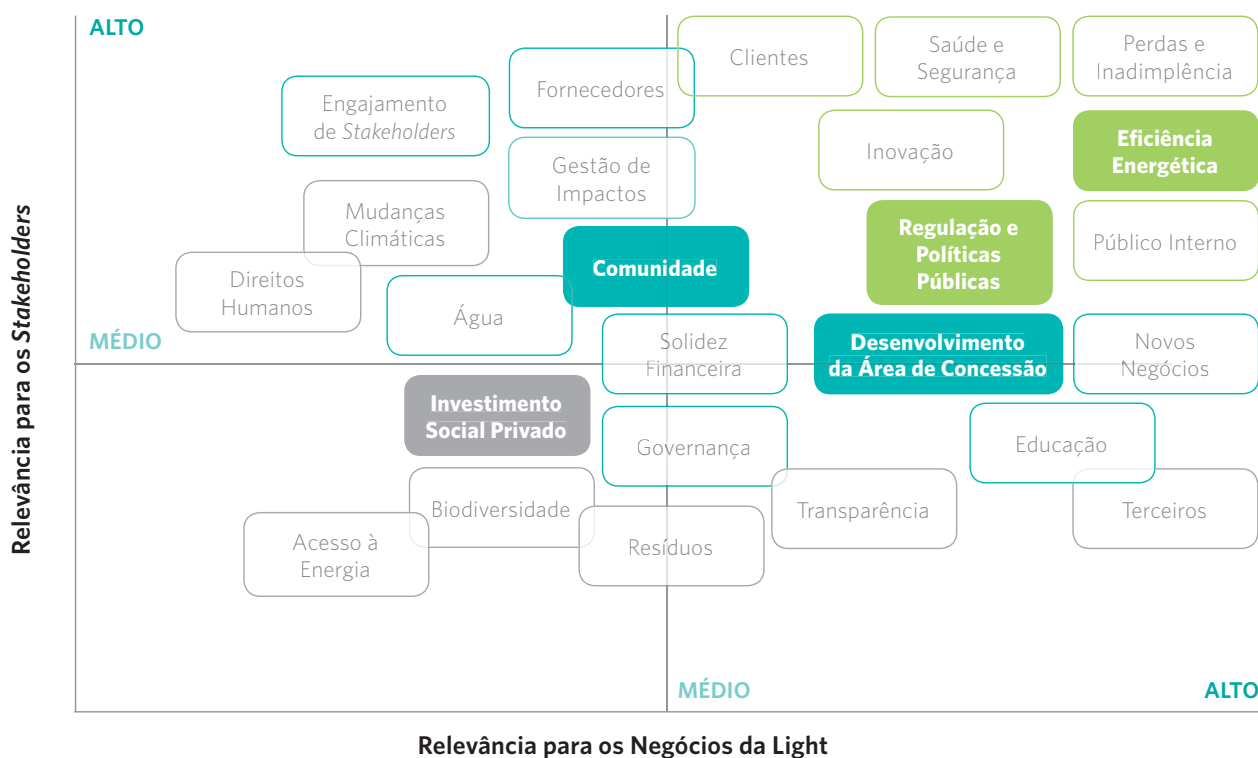 ALTO
Clientes
Saúde e
Segurança
Perdas e
Inadimplência
Fornecedores
Engajamento
de Stakeholders
Inovação
Eficiência
Energética
Gestão de
Impactos
Mudanças
Climáticas
Regulação e
Políticas
Públicas
Público Interno
Comunidade
Direitos
Humanos
Água
MÉDIO
Solidez
Financeira
Desenvolvimento
da Área de Concessão
Novos
Negócios
Investimento
Social Privado
Governança
Educação
Biodiversidade
Transparência
Terceiros
Acesso à
Energia
Resíduos
MÉDIO
ALTO
Relevância para os Stakeholders
Relevância para os Negócios da Light